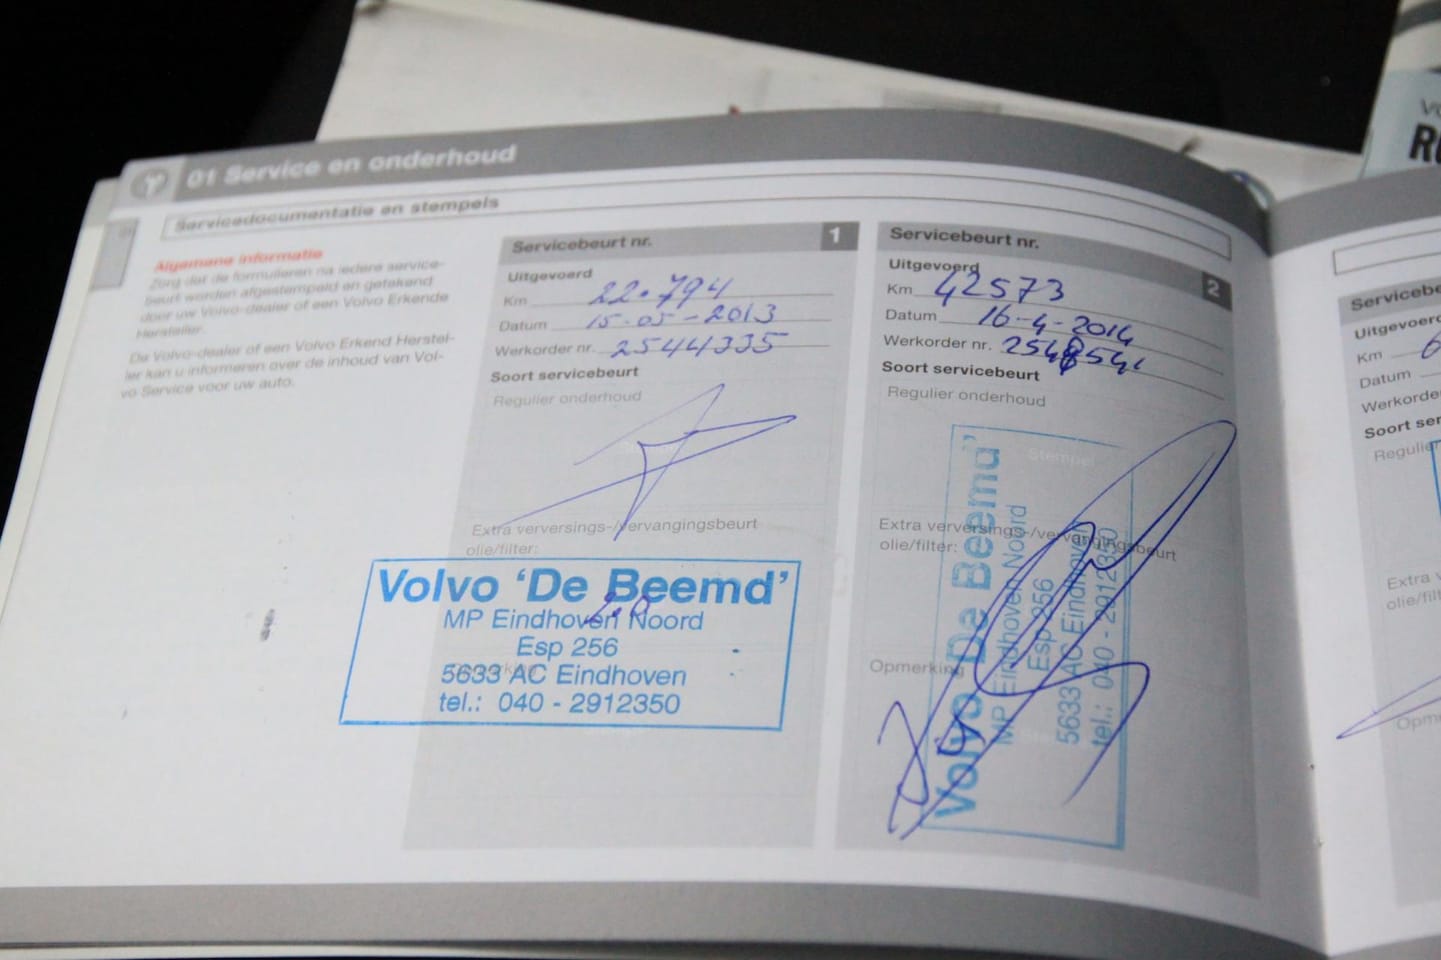 01 Service en onderhoud
Servicedocumentatie en stempels
Algemene informatie
Zorg dat de formulieren na iedere service-
beurt worden afgestempeld en getekend
door uw Volvo-dealer of een Volvo Erkende
Hersteller.
De Volvo-dealer of een Volvo Erkend Herstel-
ler kan u informeren over de inhoud van Vol-
vo Service voor uw auto.
Servicebeurt nr. 1
Uitgevoerd
Km 22.794
Datum 15-05-2013
Werkorder nr. 2544335
Soort servicebeurt
Regulier onderhoud
Extra verversings-/vervangingsbeurt
olie/filter:
Volvo ‘De Beemd’
MP Eindhoven Noord
Esp 256
5633 AC Eindhoven
tel.: 040 - 2912350
Opmerking
Servicebeurt nr. 2
Uitgevoerd
Km 42573
Datum 16-4-2014
Werkorder nr.
Soort servicebeurt
Regulier onderhoud
Stempel
Extra verversings-/vervangingsbeurt
olie/filter:
Opmerking
Volvo De Beemd’
MP Eindhoven Noord
Esp 256
5633 AC Eindhoven
tel.: 040 - 2912350
Servicebe
Uitgevoerd
Km 6
Datum
Werkorder
Soort ser
Regulier
Extra v
olie/filt
Opm